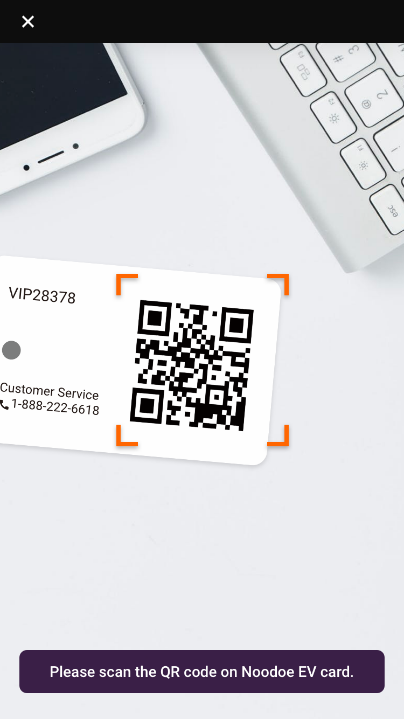 VIP28378
Customer Service
1-888-222-6618
Please scan the QR code on Noodoe EV card.